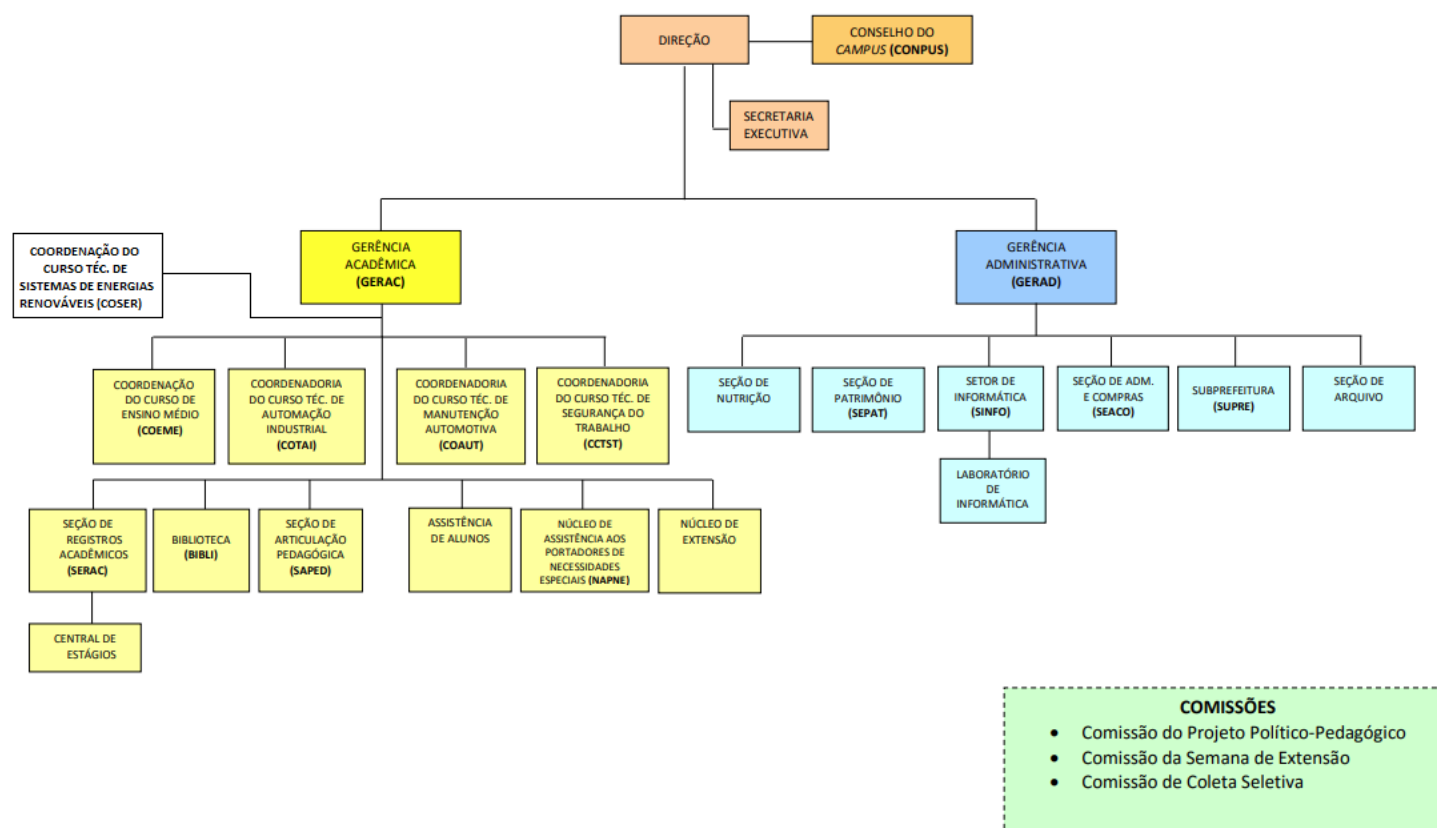 DIREÇÃO
CONSELHO DO
CAMPUS (CONPUS)
SECRETARIA
EXECUTIVA
COORDENAÇÃO DO
CURSO TÉC. DE
SISTEMAS DE ENERGIAS
RENOVÁVEIS (COSER)
GERÊNCIA
ACADÊMICA
(GERAC)
GERÊNCIA
ADMINISTRATIVA
(GERAD)
COORDENAÇÃO
DO CURSO DE
ENSINO MÉDIO
(COEME)
COORDENADORIA
DO CURSO TÉC. DE
AUTOMAÇÃO
INDUSTRIAL
(COTAI)
COORDENADORIA
DO CURSO TÉC. DE
MANUTENÇÃO
AUTOMOTIVA
(COAUT)
COORDENADORIA
DO CURSO TÉC. DE
SEGURANÇA DO
TRABALHO
(CCTST)
SEÇÃO DE
NUTRIÇÃO
SEÇÃO DE
PATRIMÔNIO
(SEPAT)
SETOR DE
INFORMÁTICA
(SINFO)
SEÇÃO DE ADM.
E COMPRAS
(SEACO)
SUBPREFEITURA
(SUPRE)
SEÇÃO DE
ARQUIVO
LABORATÓRIO
DE
INFORMÁTICA
SEÇÃO DE
REGISTROS
ACADÊMICOS
(SERAC)
BIBLIOTECA
(BIBLI)
SEÇÃO DE
ARTICULAÇÃO
PEDAGÓGICA
(SAPED)
ASSISTÊNCIA
DE ALUNOS
NÚCLEO DE
ASSISTÊNCIA AOS
PORTADORES DE
NECESSIDADES
ESPECIAIS (NAPNE)
NÚCLEO DE
EXTENSÃO
CENTRAL DE
ESTÁGIOS
COMISSÕES
• Comissão do Projeto Político-Pedagógico
• Comissão da Semana de Extensão
• Comissão de Coleta Seletiva